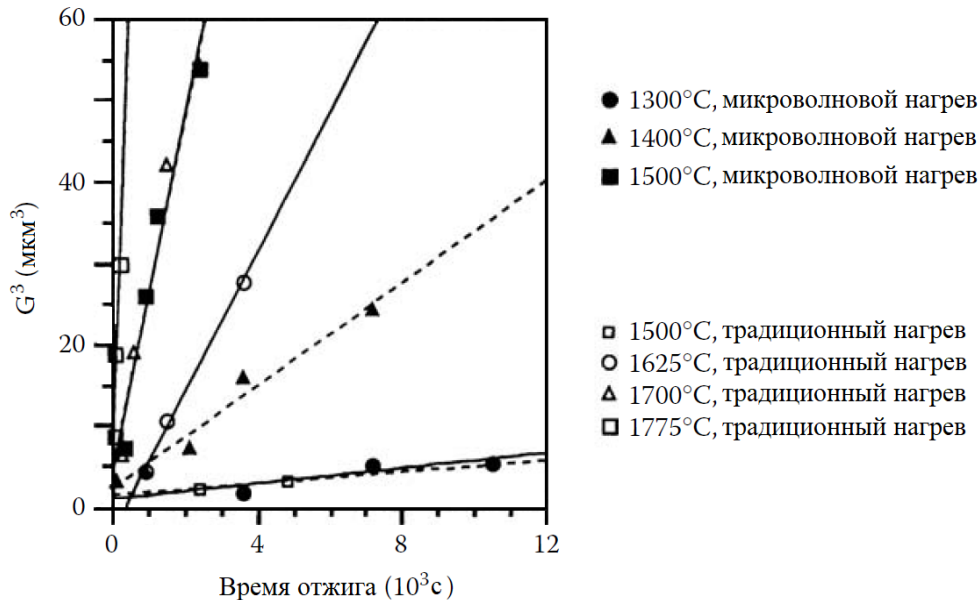 60
40
20
0
0
4
8
12
G³ (мкм³)
Время отжига (10³с)
1300°C, микроволновой нагрев
1400°C, микроволновой нагрев
1500°C, микроволновой нагрев
1500°C, традиционный нагрев
1625°C, традиционный нагрев
1700°C, традиционный нагрев
1775°C, традиционный нагрев